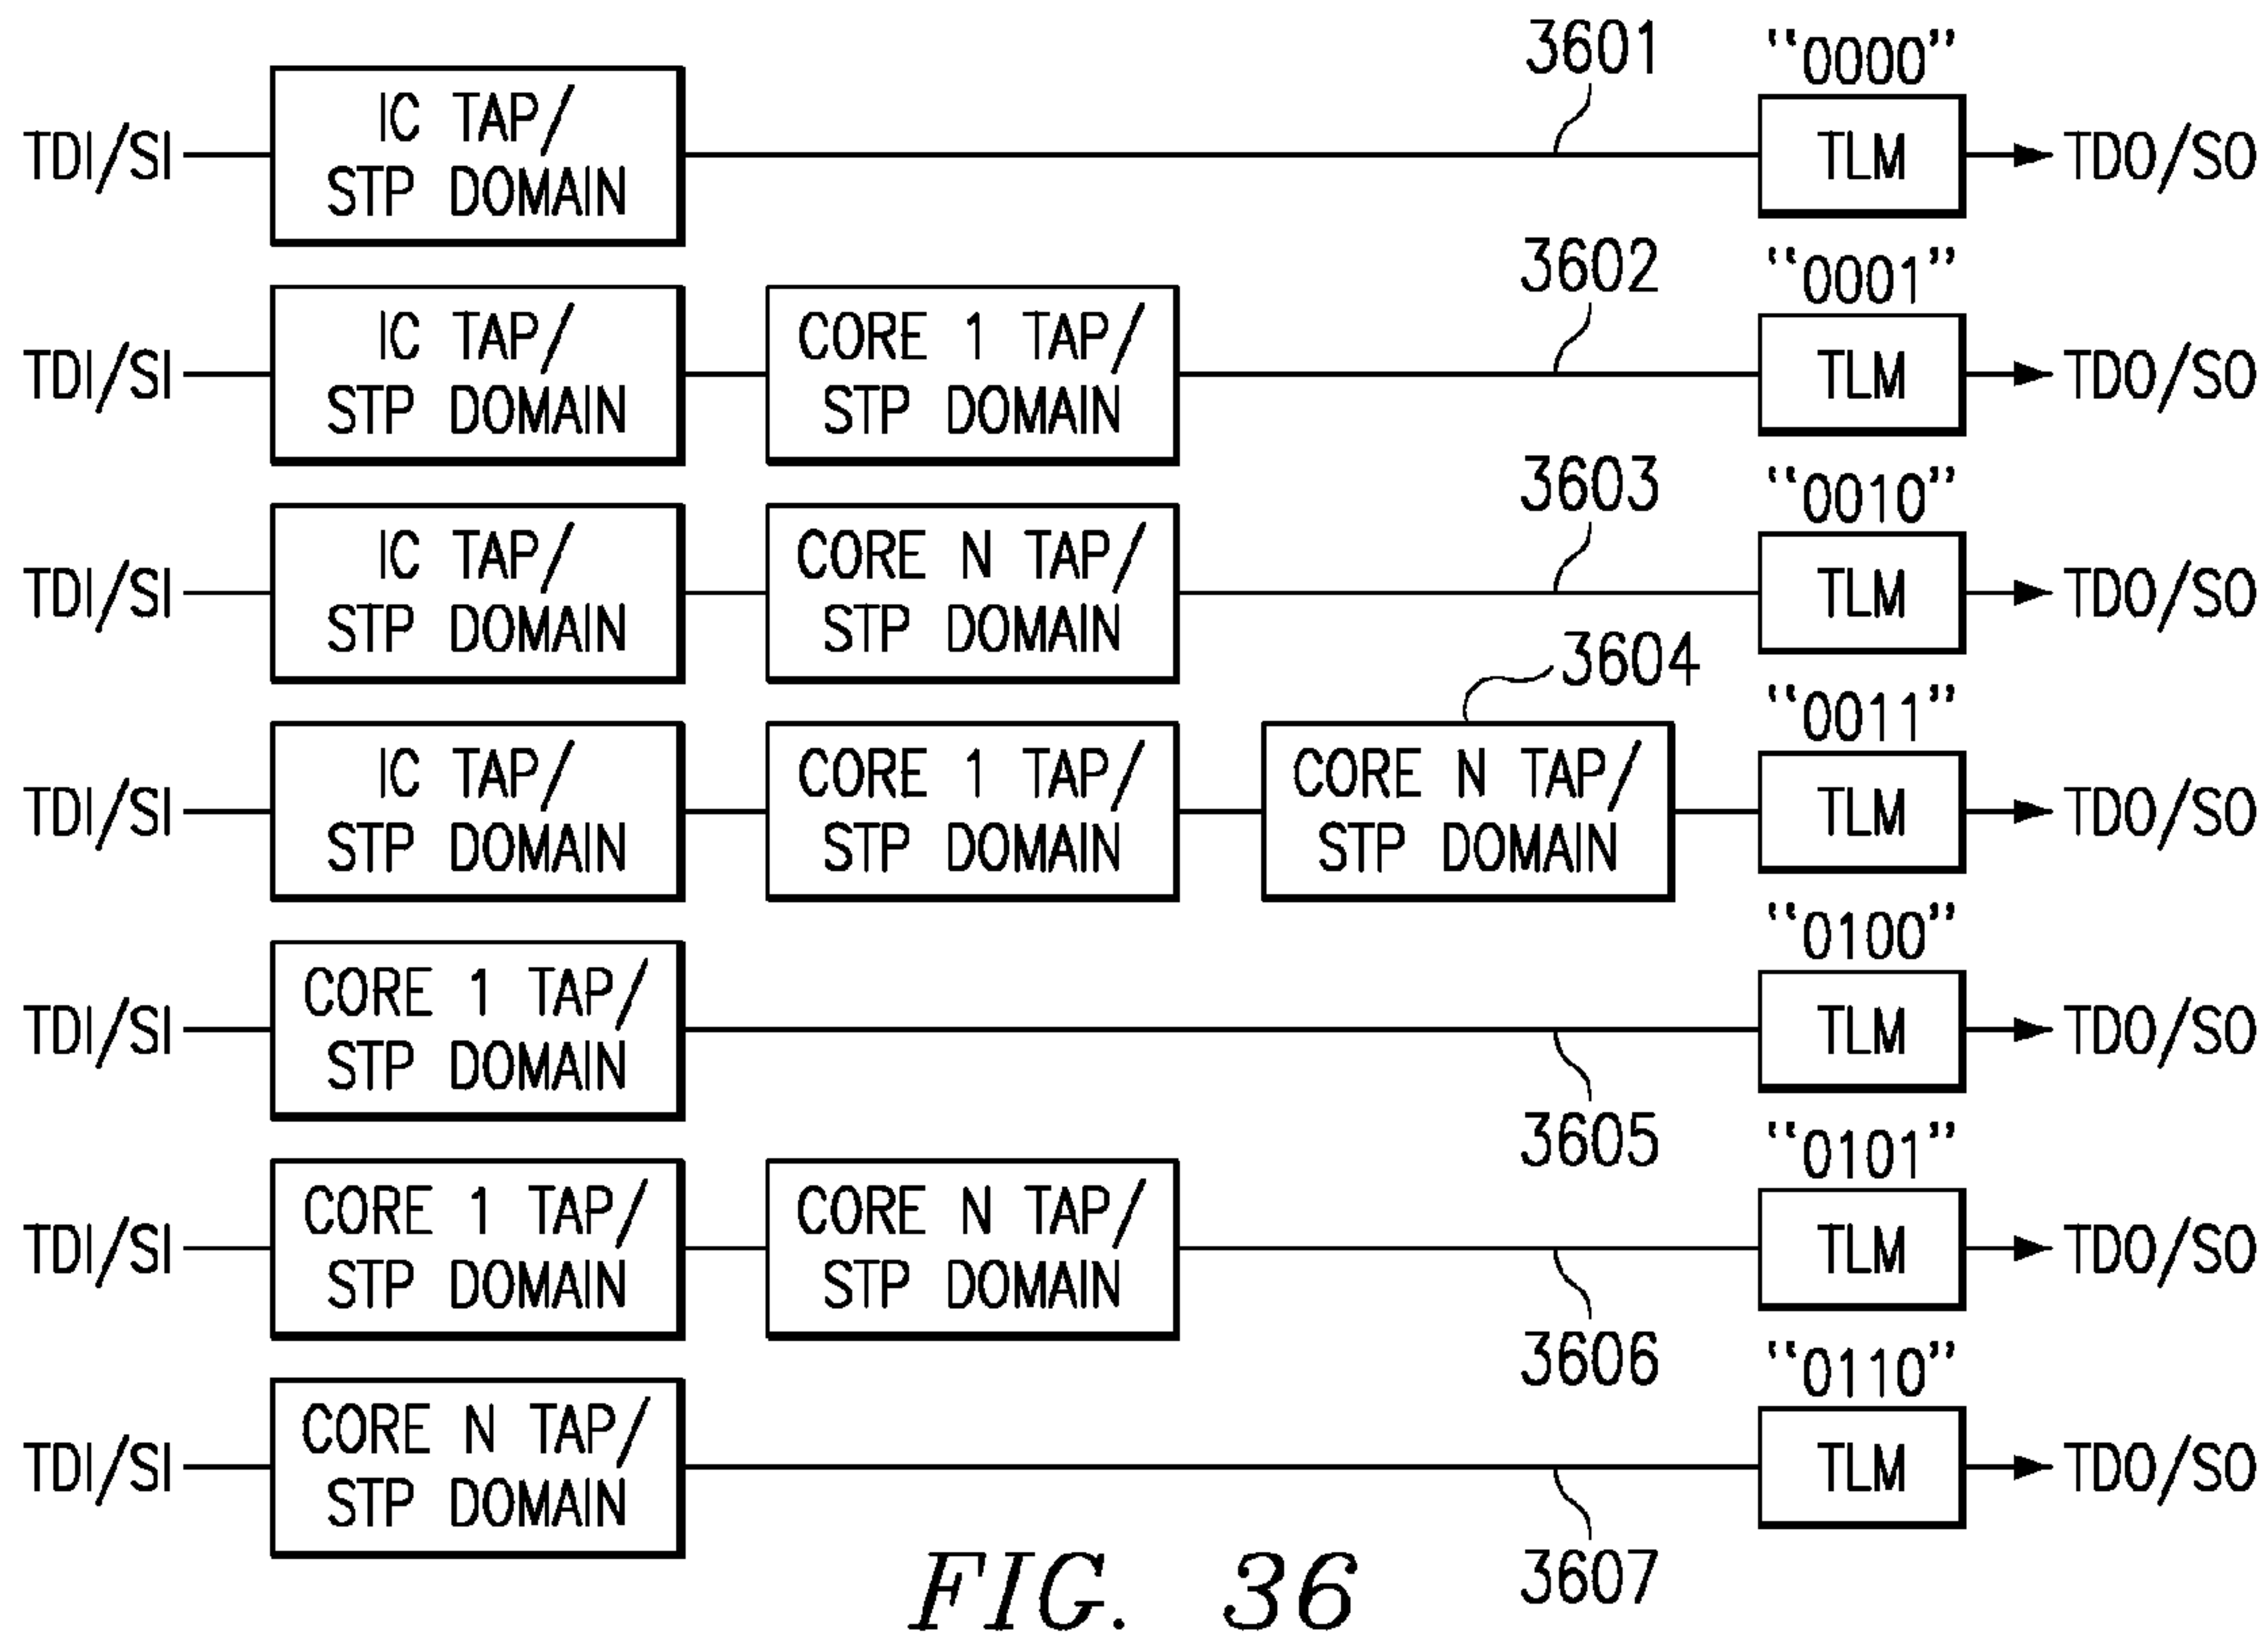 3601 "0000"
TDI/SI IC TAP/ STP DOMAIN TLM TDO/SO
3602 "0001"
TDI/SI IC TAP/ STP DOMAIN CORE 1 TAP/ STP DOMAIN TLM TDO/SO
3603 "0010"
TDI/SI IC TAP/ STP DOMAIN CORE N TAP/ STP DOMAIN TLM TDO/SO
3604 "0011"
TDI/SI IC TAP/ STP DOMAIN CORE 1 TAP/ STP DOMAIN CORE N TAP/ STP DOMAIN TLM TDO/SO
"0100"
TDI/SI CORE 1 TAP/ STP DOMAIN TLM TDO/SO
3605 "0101"
TDI/SI CORE 1 TAP/ STP DOMAIN CORE N TAP/ STP DOMAIN TLM TDO/SO
3606 "0110"
TDI/SI CORE N TAP/ STP DOMAIN TLM TDO/SO
3607
FIG. 36